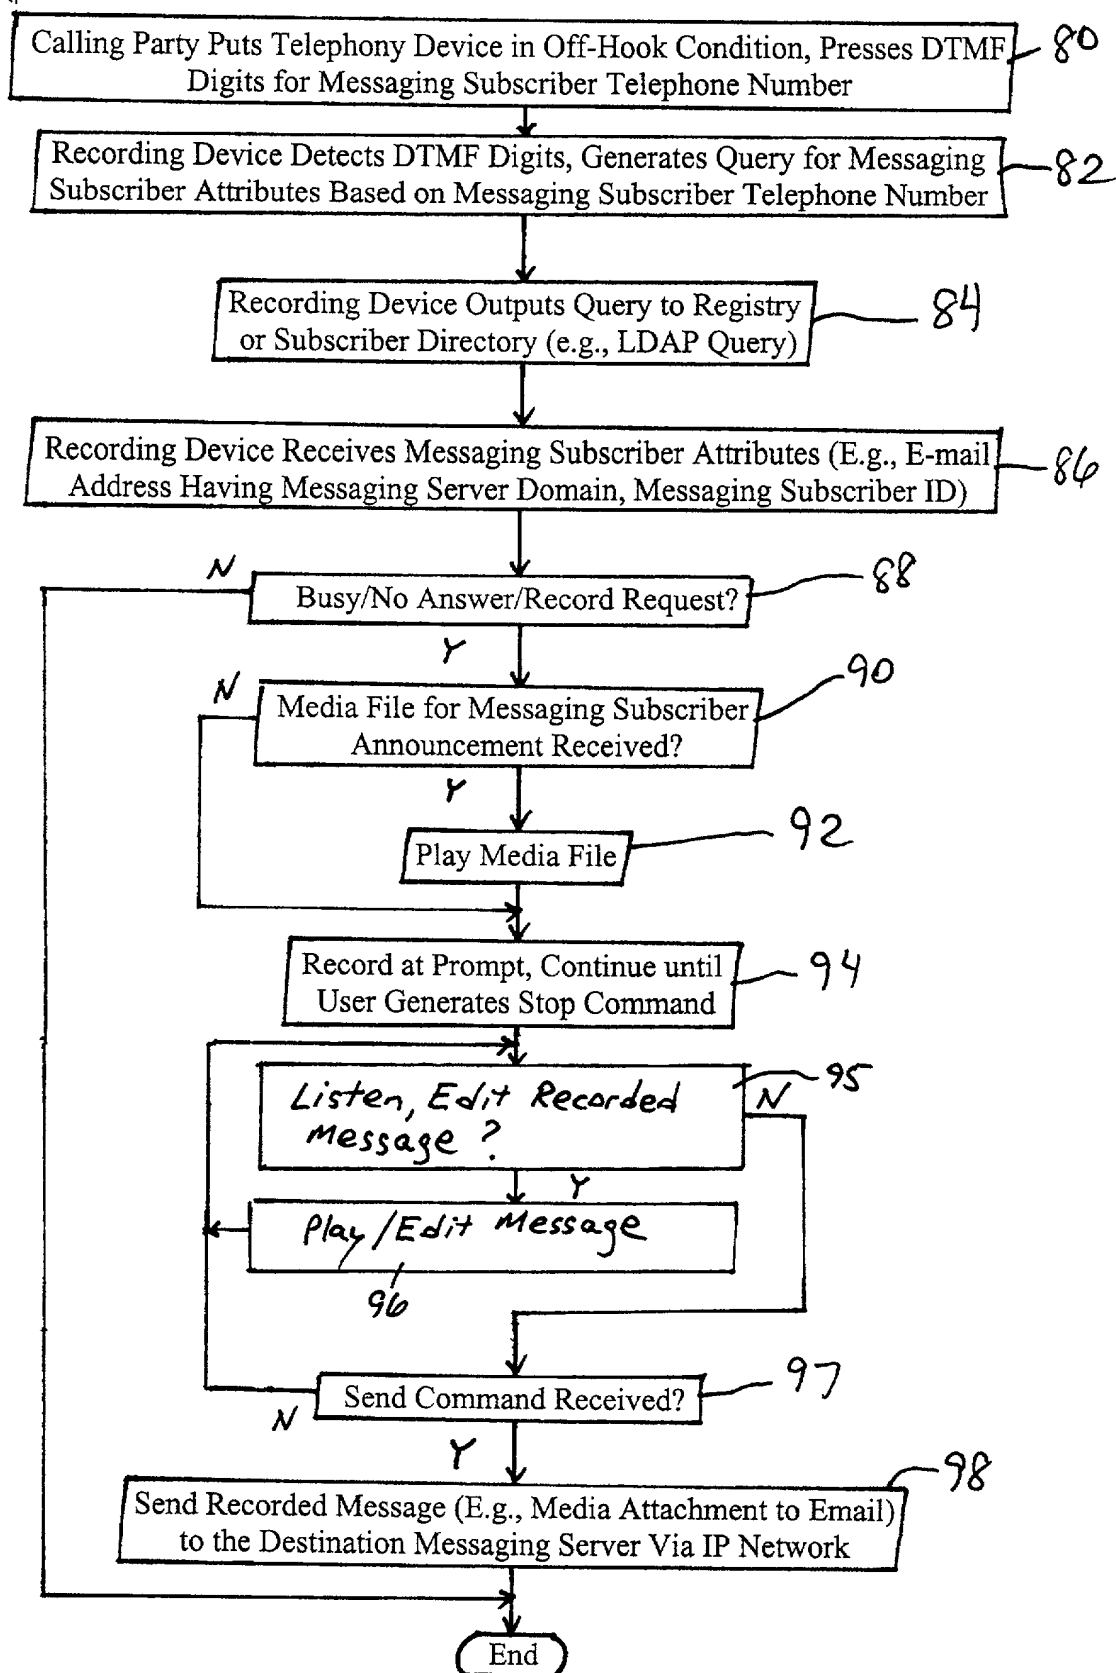 Calling Party Puts Telephony Device in Off-Hook Condition, Presses DTMF
Digits for Messaging Subscriber Telephone Number
80
Recording Device Detects DTMF Digits, Generates Query for Messaging
Subscriber Attributes Based on Messaging Subscriber Telephone Number
82
Recording Device Outputs Query to Registry
or Subscriber Directory (e.g., LDAP Query)
84
Recording Device Receives Messaging Subscriber Attributes (E.g., E-mail
Address Having Messaging Server Domain, Messaging Subscriber ID)
86
N
Busy/No Answer/Record Request?
88
Y
N
Media File for Messaging Subscriber
Announcement Received?
90
Y
Play Media File
92
Record at Prompt, Continue until
User Generates Stop Command
94
Listen, Edit Recorded
Message?
95
N
Y
Play/Edit Message
96
Send Command Received?
97
N
Y
Send Recorded Message (E.g., Media Attachment to Email)
to the Destination Messaging Server Via IP Network
98
End